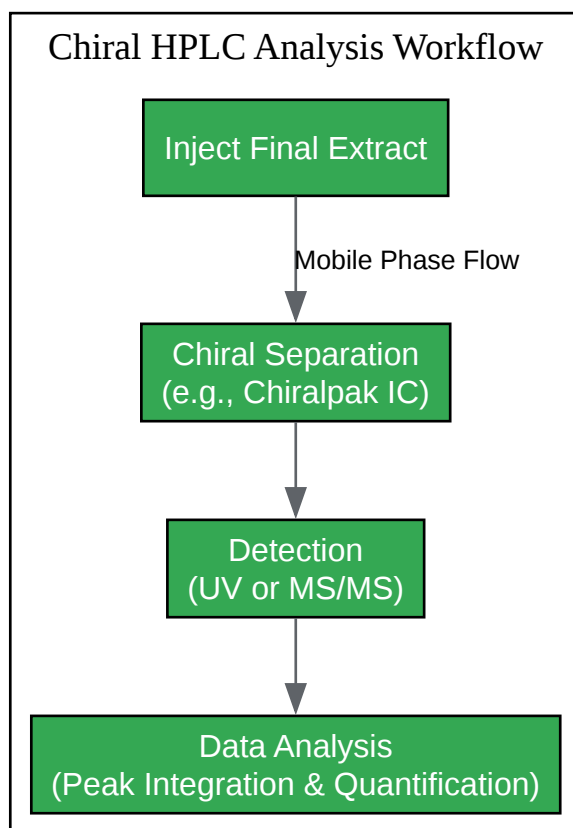 Chiral HPLC Analysis Workflow
Inject Final Extract
Mobile Phase Flow
Chiral Separation
(e.g., Chiralpak IC)
Detection
(UV or MS/MS)
Data Analysis
(Peak Integration & Quantification)